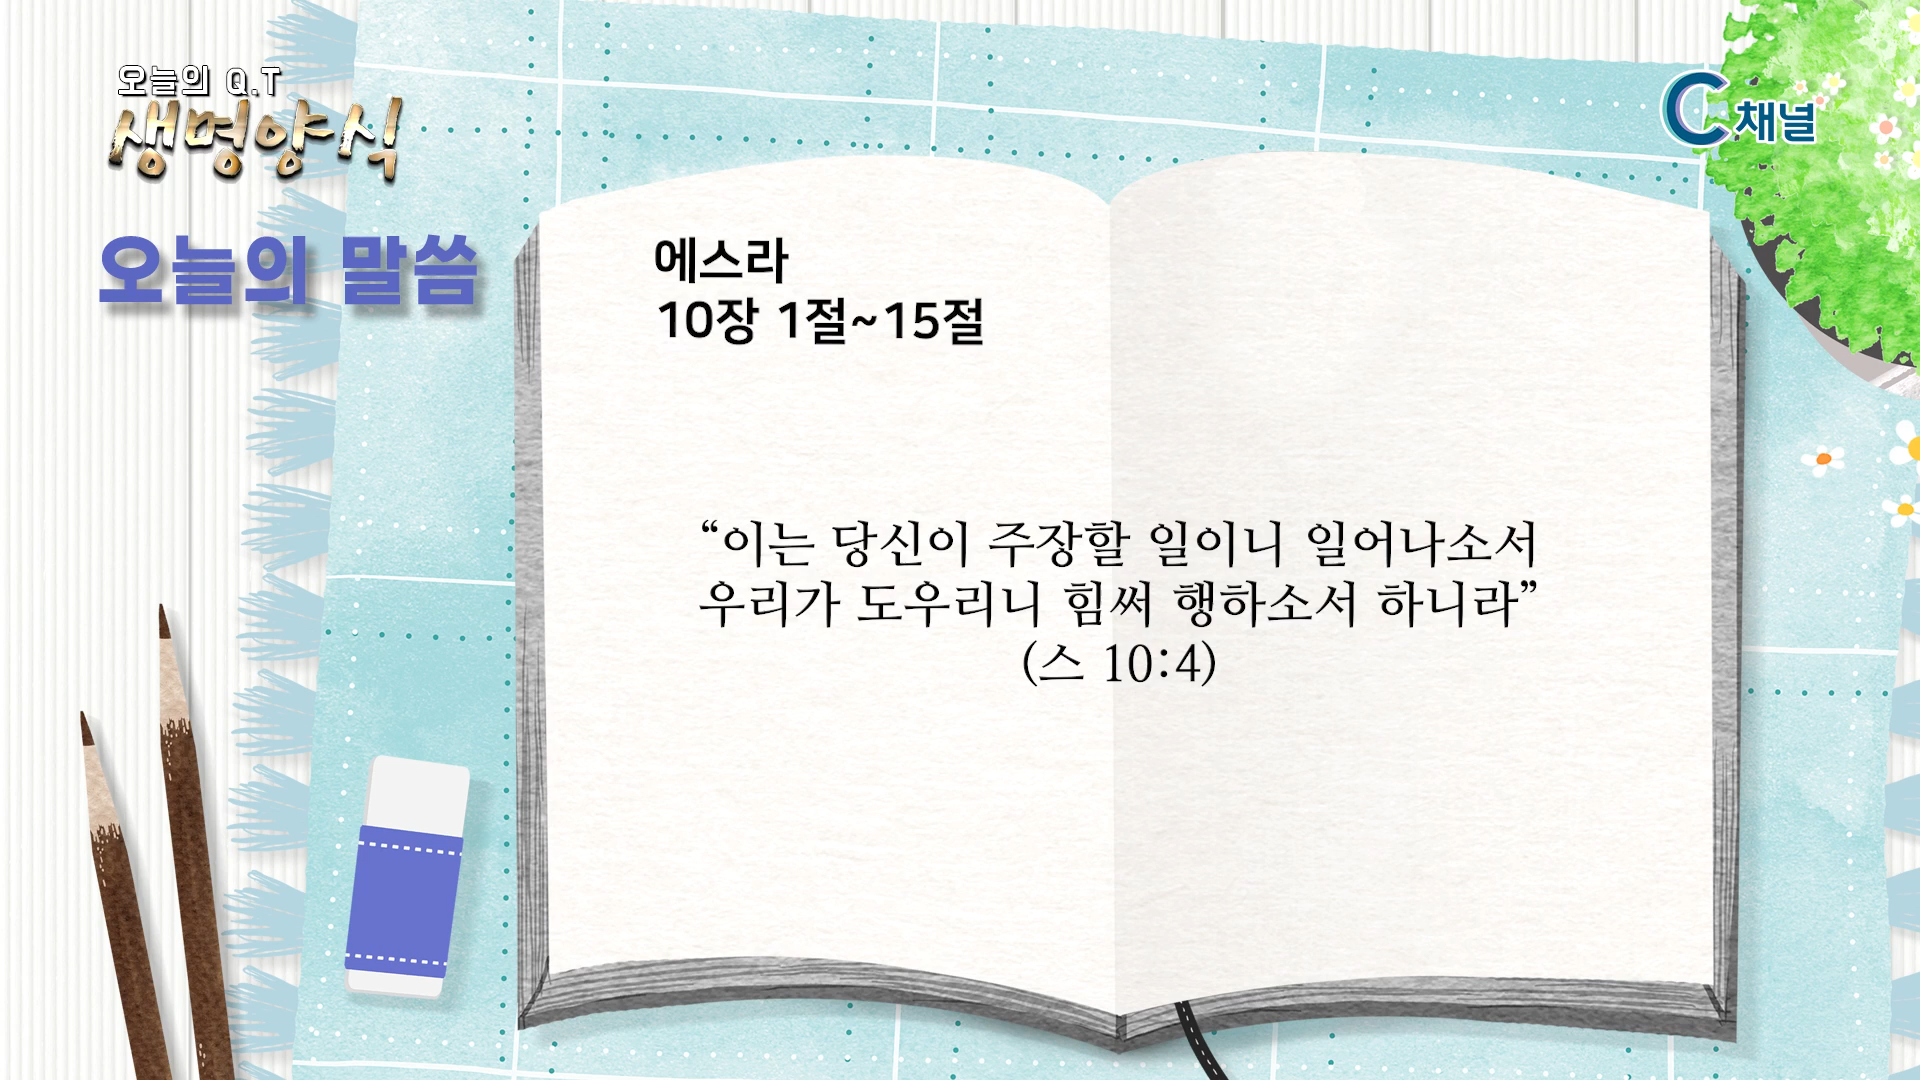 오늘의 Q.T
생명양식
C채널
오늘의 말씀
에스라
10장 1절~15절
“이는 당신이 주장할 일이니 일어나소서
우리가 도우리니 힘써 행하소서 하니라”
(스 10:4)